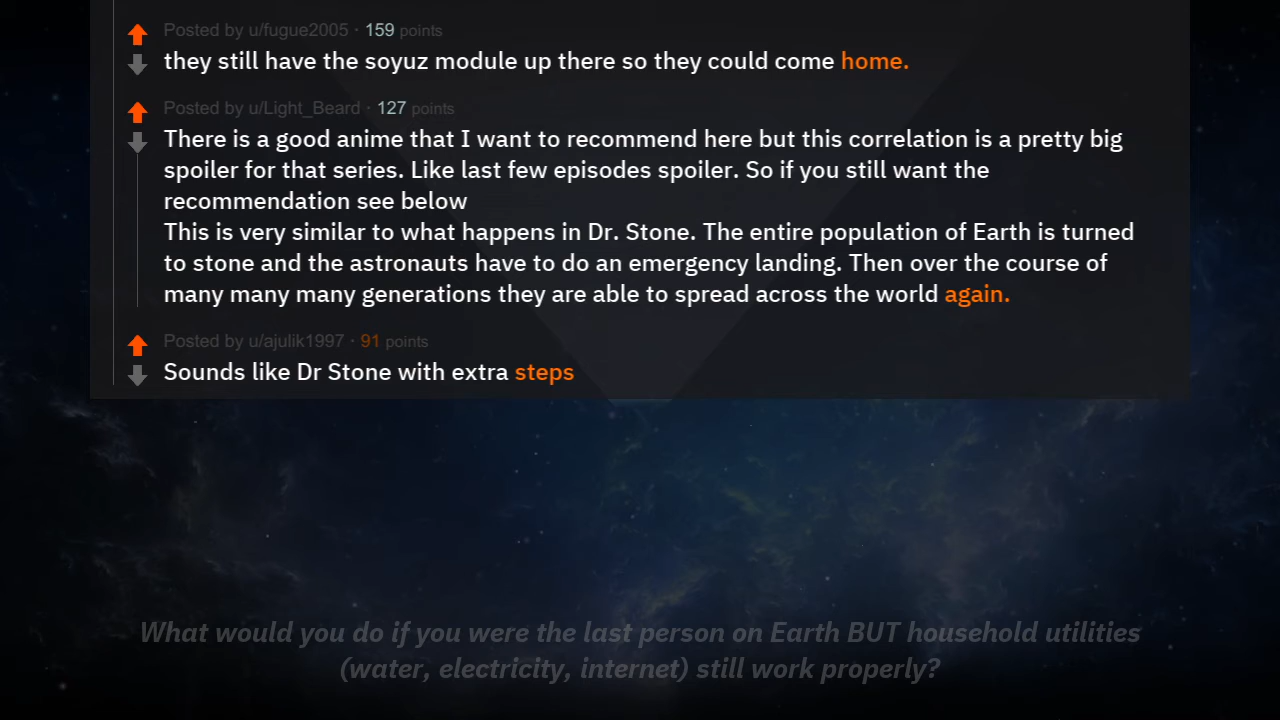 Posted by u/fugue2005 · 159 points
they still have the soyuz module up there so they could come home.
Posted by u/Light_Beard · 127 points
There is a good anime that I want to recommend here but this correlation is a pretty big
spoiler for that series. Like last few episodes spoiler. So if you still want the
recommendation see below
This is very similar to what happens in Dr. Stone. The entire population of Earth is turned
to stone and the astronauts have to do an emergency landing. Then over the course of
many many many generations they are able to spread across the world again.
Posted by u/ajulik1997 · 91 points
Sounds like Dr Stone with extra steps
What would you do if you were the last person on Earth BUT household utilities
(water, electricity, internet) still work properly?